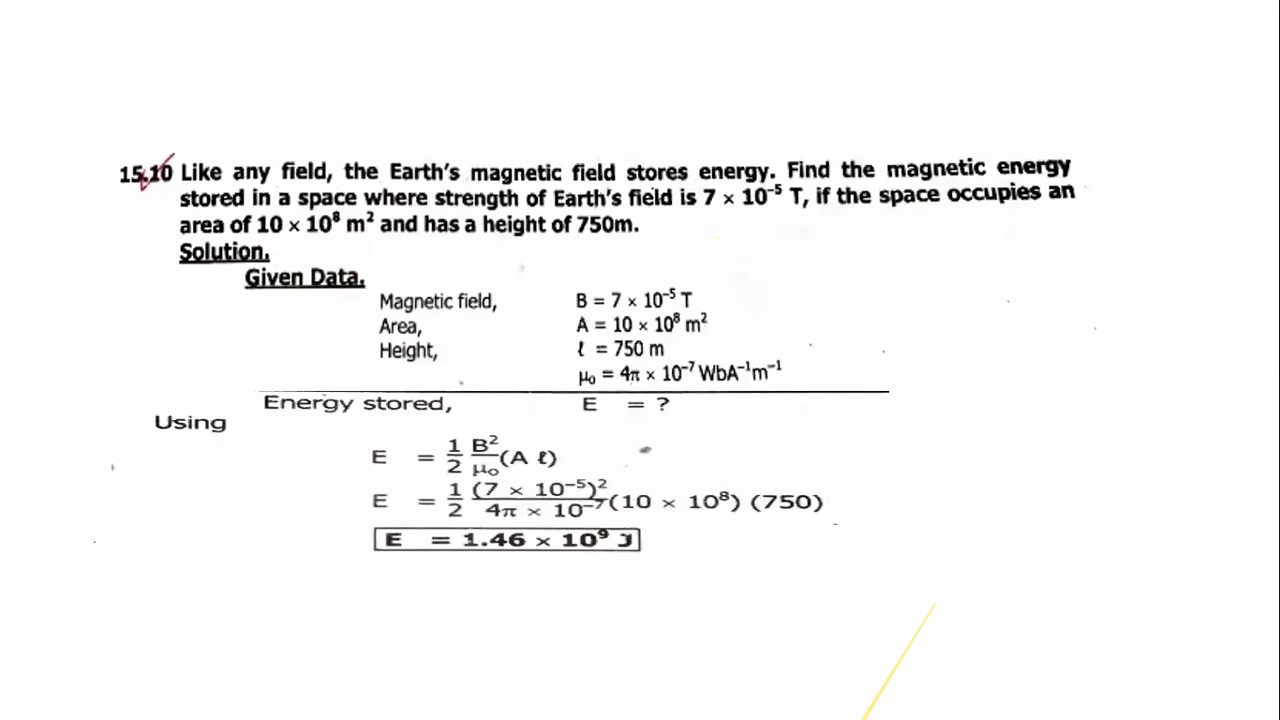 15.10 Like any field, the Earth's magnetic field stores energy. Find the magnetic energy
stored in a space where strength of Earth's field is 7 × 10⁻⁵ T, if the space occupies an
area of 10 × 10⁸ m² and has a height of 750m.
Solution.
Given Data.
Magnetic field, B = 7 × 10⁻⁵ T
Area, A = 10 × 10⁸ m²
Height, ℓ = 750 m
μ₀ = 4π × 10⁻⁷ WbA⁻¹m⁻¹
Energy stored, E = ?
Using
E = 1/2 B²/μ₀ (A ℓ)
E = 1/2 (7 × 10⁻⁵)²/4π × 10⁻⁷ (10 × 10⁸) (750)
E = 1.46 × 10⁹ J